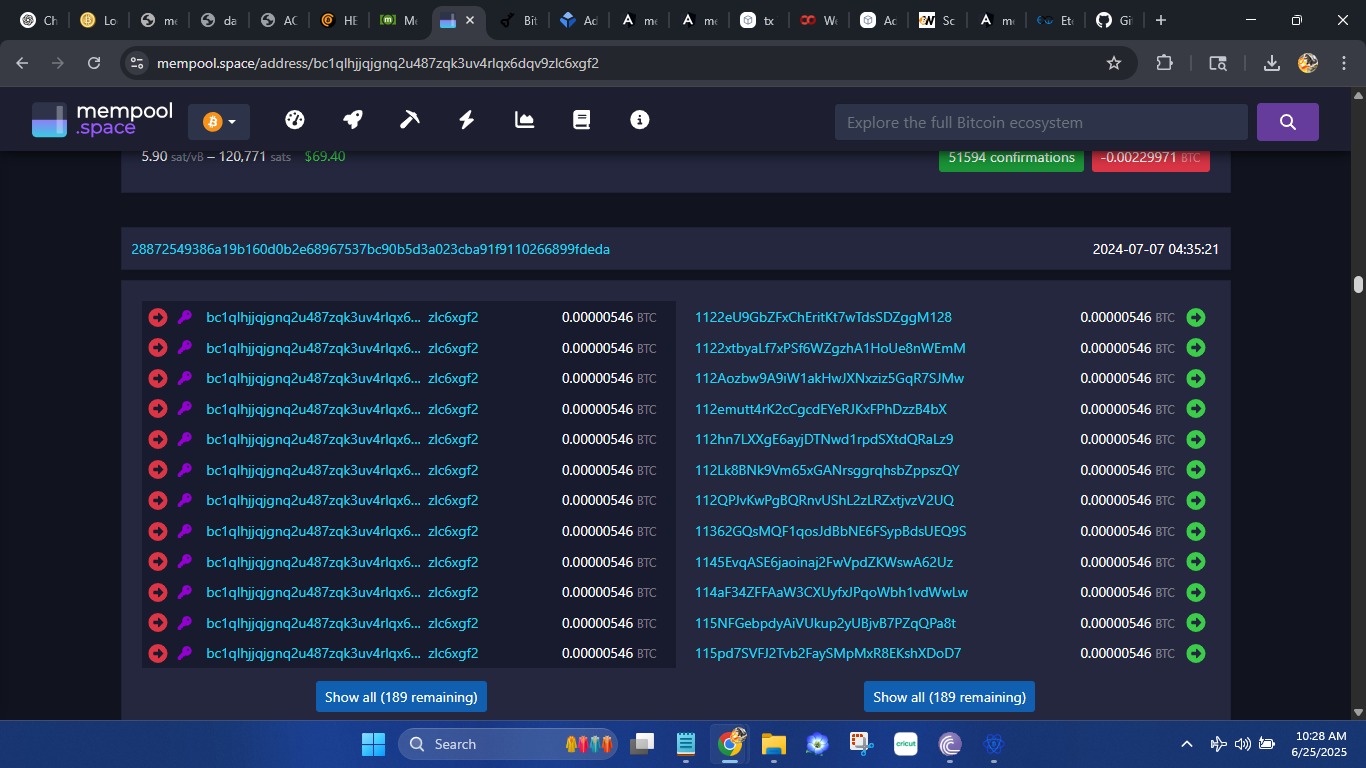 Ch
Lo
me
da
AC
HE
Me
Bit
Ad
me
me
tx
We
Ac
Sc
me
Ete
Git
mempool.space/address/bc1qlhjjqjgnq2u487zqk3uv4rlqx6dqv9zlc6xgf2
mempool
.space
Explore the full Bitcoin ecosystem
5.90 sat/vB – 120,771 sats $69.40
51594 confirmations
-0.00229971 BTC
28872549386a19b160d0b2e68967537bc90b5d3a023cba91f9110266899fdeda
2024-07-07 04:35:21
bc1qlhjjqjgnq2u487zqk3uv4rlqx6... zlc6xgf2 0.00000546 BTC 1122eU9GbZFxChEritKt7wTdsSDZggM128 0.00000546 BTC
bc1qlhjjqjgnq2u487zqk3uv4rlqx6... zlc6xgf2 0.00000546 BTC 1122xtbyaLf7xPSf6WZgzhA1HoUe8nWEmM 0.00000546 BTC
bc1qlhjjqjgnq2u487zqk3uv4rlqx6... zlc6xgf2 0.00000546 BTC 112Aozbw9A9iW1akHwJXNxziz5GqR7SJMw 0.00000546 BTC
bc1qlhjjqjgnq2u487zqk3uv4rlqx6... zlc6xgf2 0.00000546 BTC 112emutt4rK2cCgcdEYeRJKxFPhDzzB4bX 0.00000546 BTC
bc1qlhjjqjgnq2u487zqk3uv4rlqx6... zlc6xgf2 0.00000546 BTC 112hn7LXXgE6ayjDTNwd1rpdSXtdQRaLz9 0.00000546 BTC
bc1qlhjjqjgnq2u487zqk3uv4rlqx6... zlc6xgf2 0.00000546 BTC 112Lk8BNk9Vm65xGANrsggrqhsbZppszQY 0.00000546 BTC
bc1qlhjjqjgnq2u487zqk3uv4rlqx6... zlc6xgf2 0.00000546 BTC 112QPJvKwPgBQRnvUShL2zLRZxtjvzV2UQ 0.00000546 BTC
bc1qlhjjqjgnq2u487zqk3uv4rlqx6... zlc6xgf2 0.00000546 BTC 11362GQsMQF1qosJdBbNE6FSypBdsUEQ9S 0.00000546 BTC
bc1qlhjjqjgnq2u487zqk3uv4rlqx6... zlc6xgf2 0.00000546 BTC 1145EvqASE6jaoinaj2FwVpdZKWswA62Uz 0.00000546 BTC
bc1qlhjjqjgnq2u487zqk3uv4rlqx6... zlc6xgf2 0.00000546 BTC 114aF34ZFFAaW3CXUyfxJPqoWbh1vdWwLw 0.00000546 BTC
bc1qlhjjqjgnq2u487zqk3uv4rlqx6... zlc6xgf2 0.00000546 BTC 115NFGebpdyAiVUkup2yUBjvB7PZqQPa8t 0.00000546 BTC
bc1qlhjjqjgnq2u487zqk3uv4rlqx6... zlc6xgf2 0.00000546 BTC 115pd7SVFJ2Tvb2FaySMpMxR8EKshXDoD7 0.00000546 BTC
Show all (189 remaining)
Show all (189 remaining)
Search
cricut
10:28 AM
6/25/2025